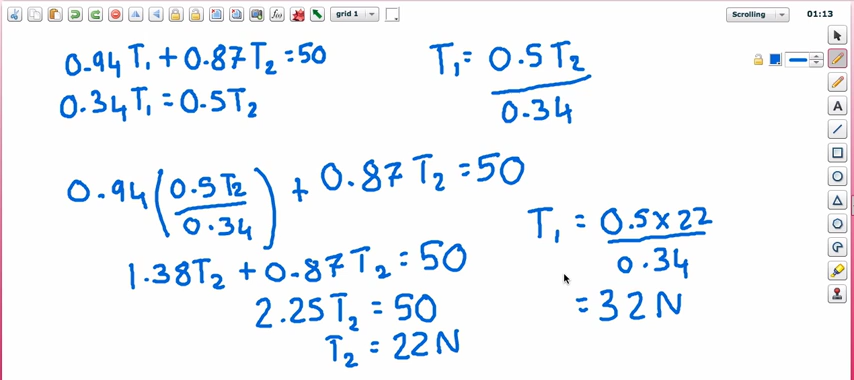 grid 1
Scrolling
01:13
0.94T₁ + 0.87T₂ = 50
0.34T₁ = 0.5T₂
T₁ = 0.5T₂
0.34
0.94(0.5T₂/0.34) + 0.87T₂ = 50
1.38T₂ + 0.87T₂ = 50
2.25T₂ = 50
T₂ = 22N
T₁ = 0.5×22
0.34
= 32N
A